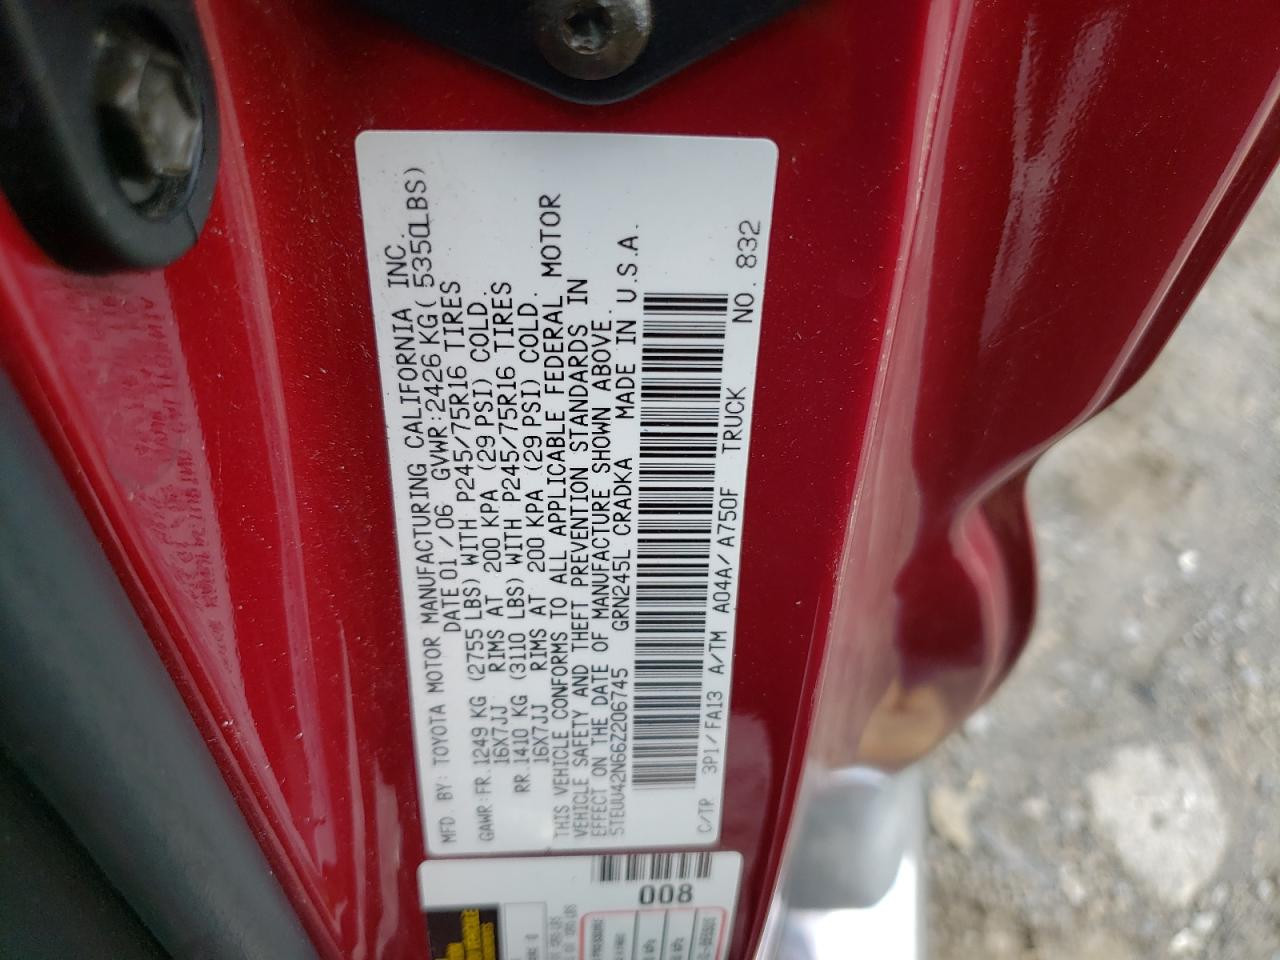 MFD. BY: TOYOTA MOTOR MANUFACTURING CALIFORNIA INC.
DATE 01 / 06 GVWR: 2426 KG( 5350LBS)
GAWR: FR. 1249 KG (2755 LBS) WITH P245/75R16 TIRES
16X7JJ RIMS AT 200 KPA (29 PSI) COLD.
RR. 1410 KG (3110 LBS) WITH P245/75R16 TIRES
16X7JJ RIMS AT 200 KPA (29 PSI) COLD.
THIS VEHICLE CONFORMS TO ALL APPLICABLE FEDERAL MOTOR
VEHICLE SAFETY AND THEFT PREVENTION STANDARDS IN
EFFECT ON THE DATE OF MANUFACTURE SHOWN ABOVE.
5TEUU42N66Z206745 GRN245L CRADKA MADE IN U.S.A.
C/TR 3P1/FA13 A/TM A04A/A750F TRUCK NO. 832
008